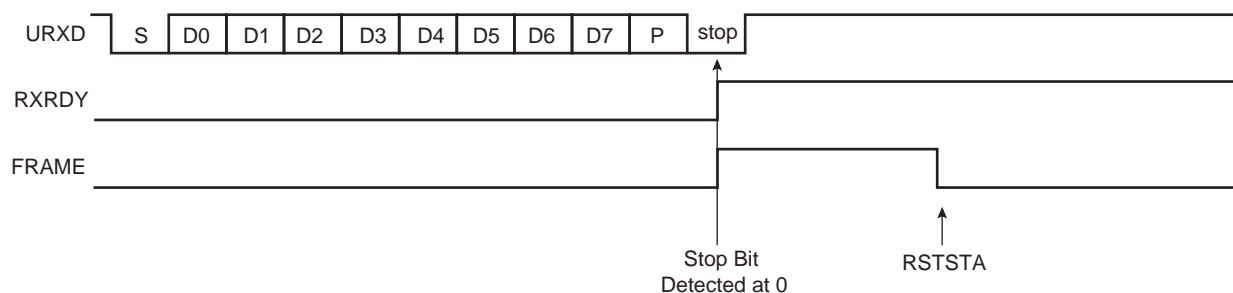 URXD S D0 D1 D2 D3 D4 D5 D6 D7 P stop
RXRDY
FRAME
Stop Bit
Detected at 0
RSTSTA